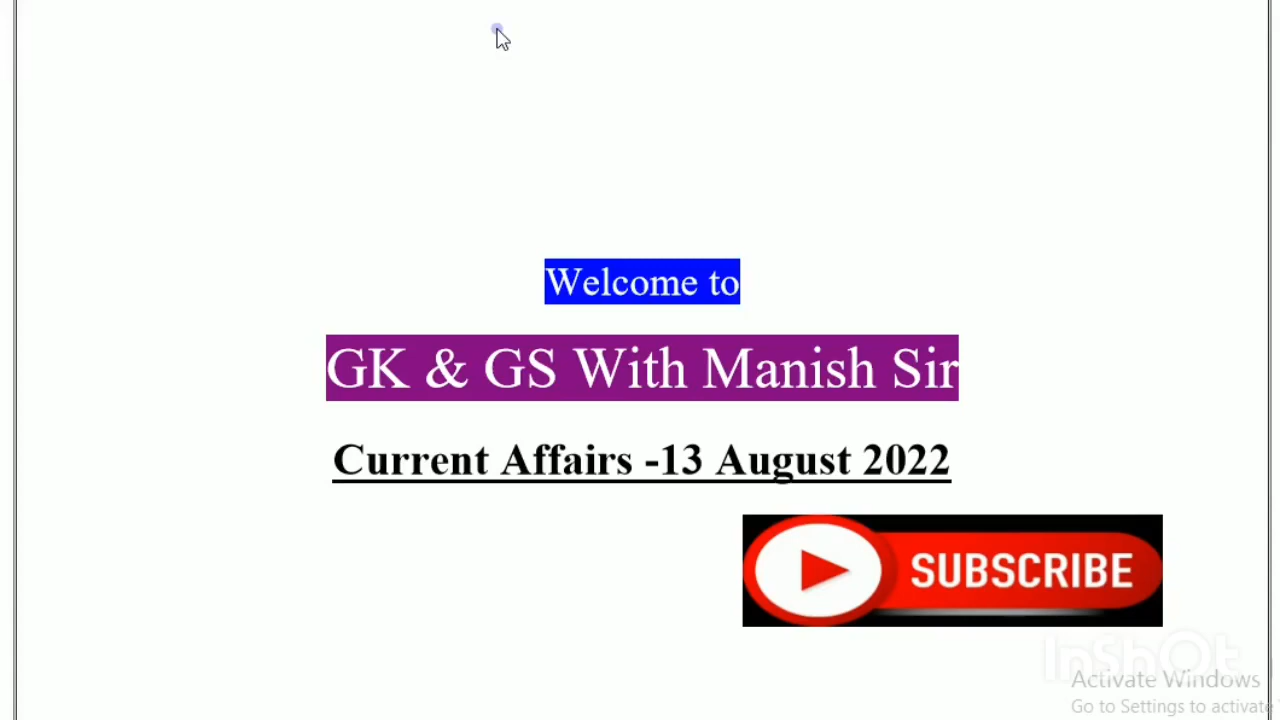 Welcome to
GK & GS With Manish Sir
Current Affairs -13 August 2022
SUBSCRIBE
InShOt
Activate Windows
Go to Settings to activate